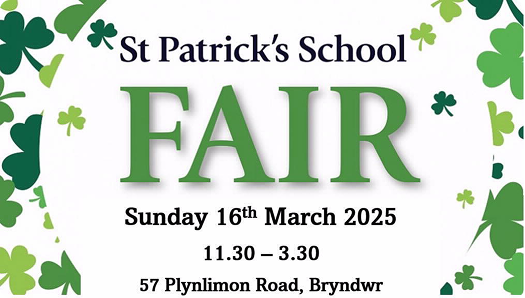 St Patrick's School
FAIR
Sunday 16th March 2025
11.30 – 3.30
57 Plynlimon Road, Bryndwr